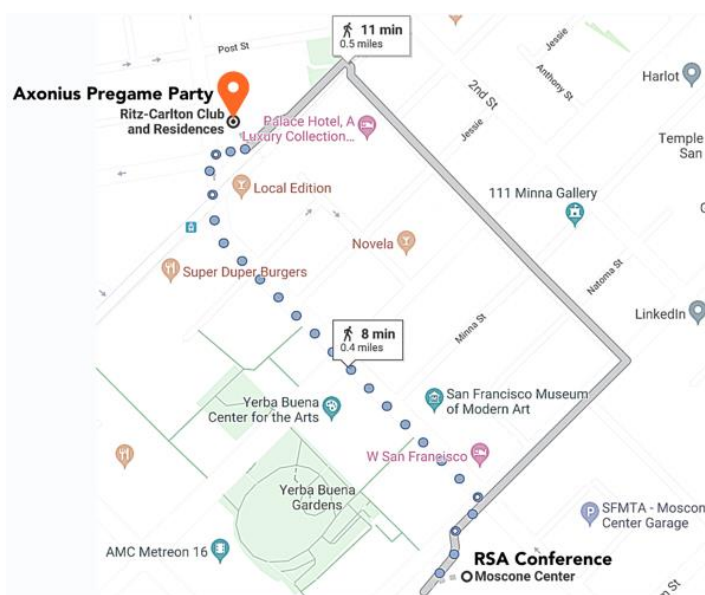 11 min
0.5 miles
Post St
Jessie
Axonius Pregame Party
Ritz-Carlton Club
and Residences
2nd St
Anthony St
Harlot
Palace Hotel, A
Luxury Collection...
Jessie
Temple
San
Local Edition
111 Minna Gallery
Novela
Super Duper Burgers
Natoma St
LinkedIn
8 min
0.4 miles
Minna St
San Francisco Museum
of Modern Art
Yerba Buena
Center for the Arts
W San Francisco
Yerba Buena
Gardens
SFMTA - Moscon
Center Garage
AMC Metreon 16
RSA Conference
Moscone Center